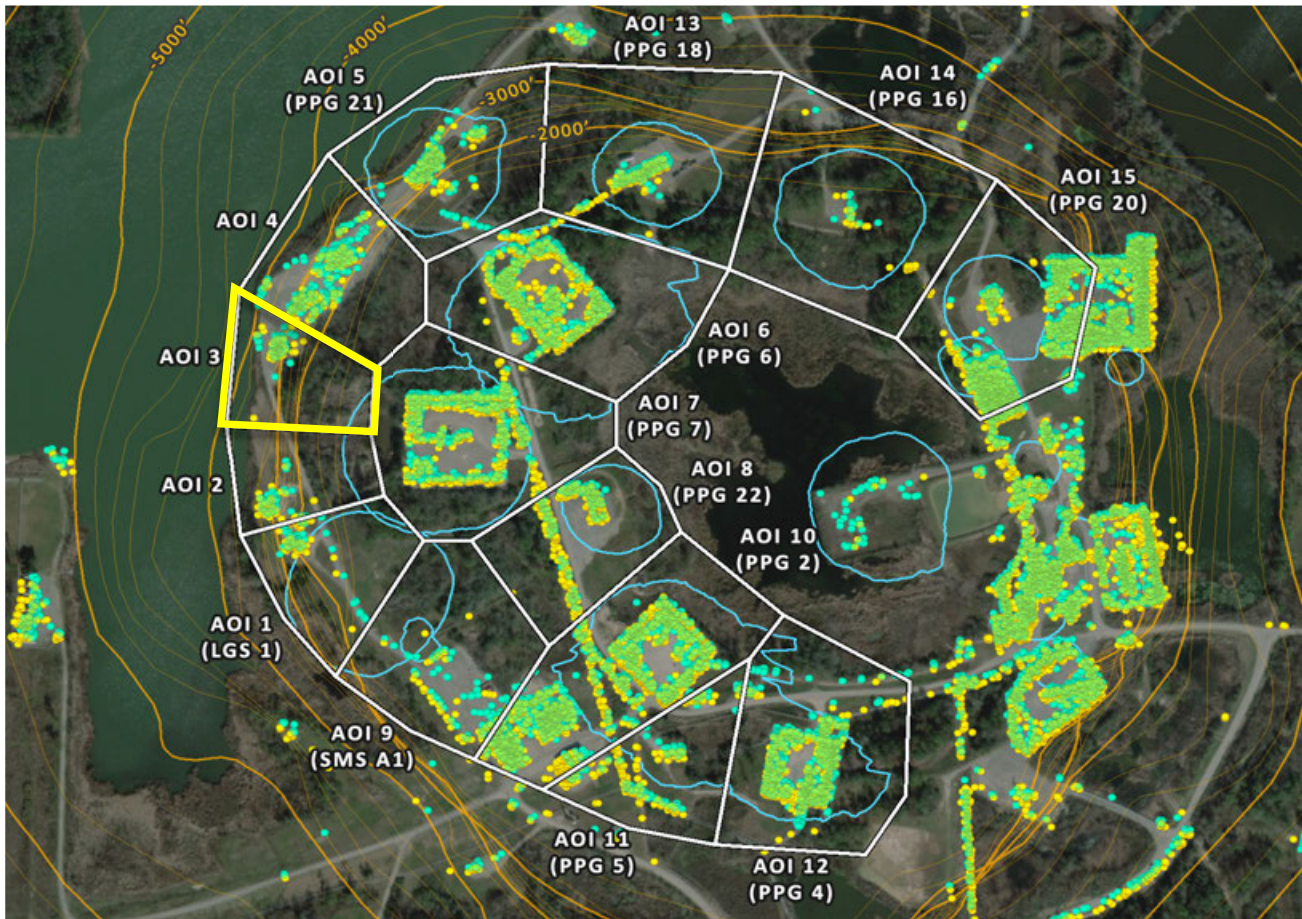 -5000'
-4000'
-3000'
-2000'
AOI 13
(PPG 18)
AOI 5
(PPG 21)
AOI 14
(PPG 16)
AOI 15
(PPG 20)
AOI 4
AOI 3
AOI 6
(PPG 6)
AOI 7
(PPG 7)
AOI 8
(PPG 22)
AOI 2
AOI 10
(PPG 2)
AOI 1
(LGS 1)
AOI 9
(SMS A1)
AOI 11
(PPG 5)
AOI 12
(PPG 4)